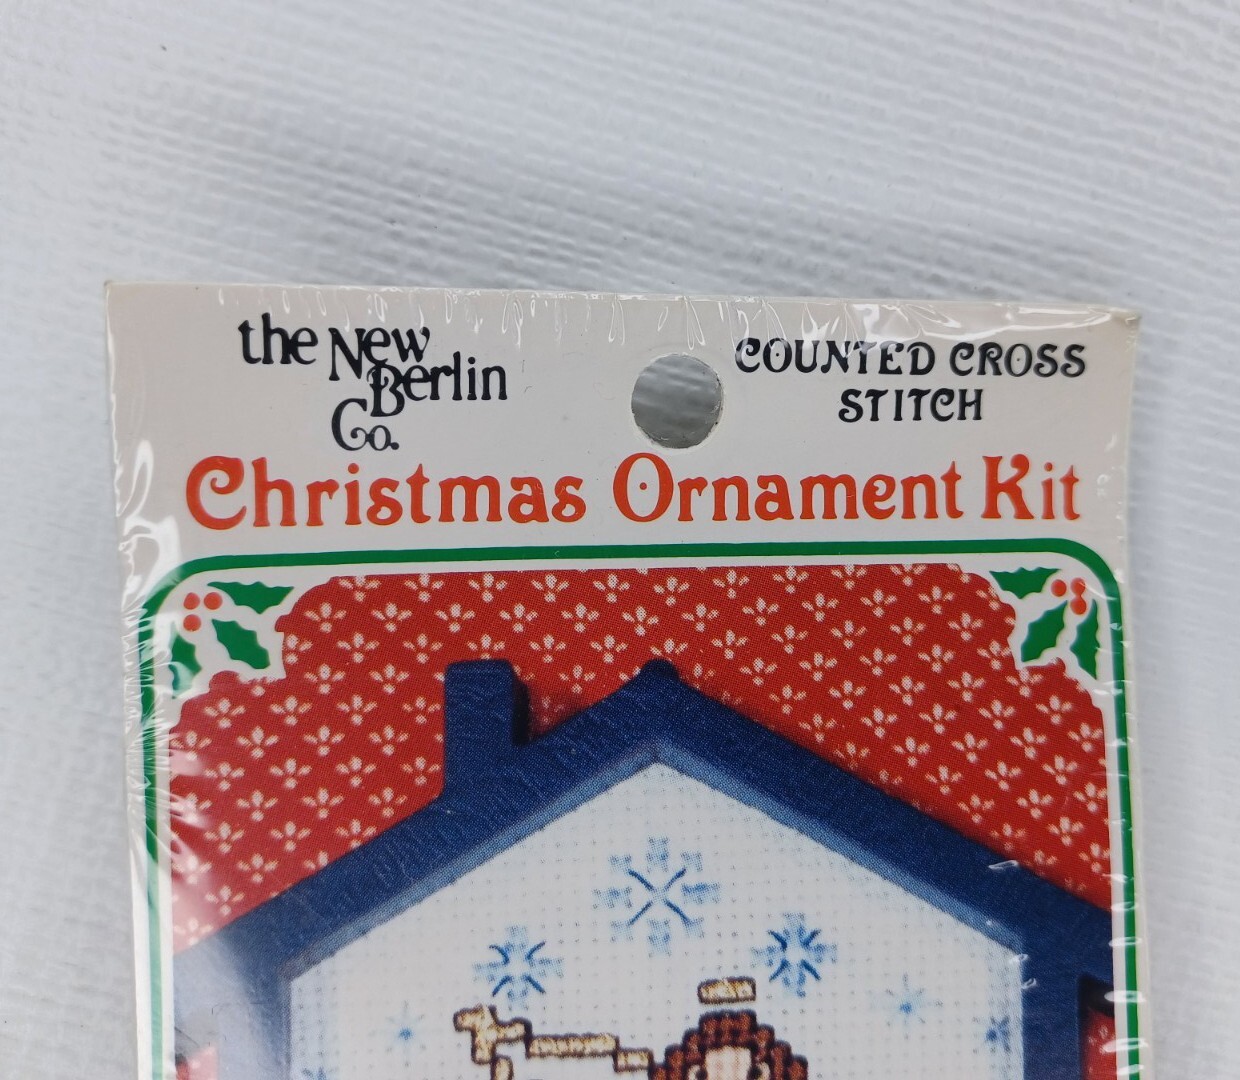 the New
Berlin
Co.
COUNTED CROSS
STITCH
Christmas Ornament Kit